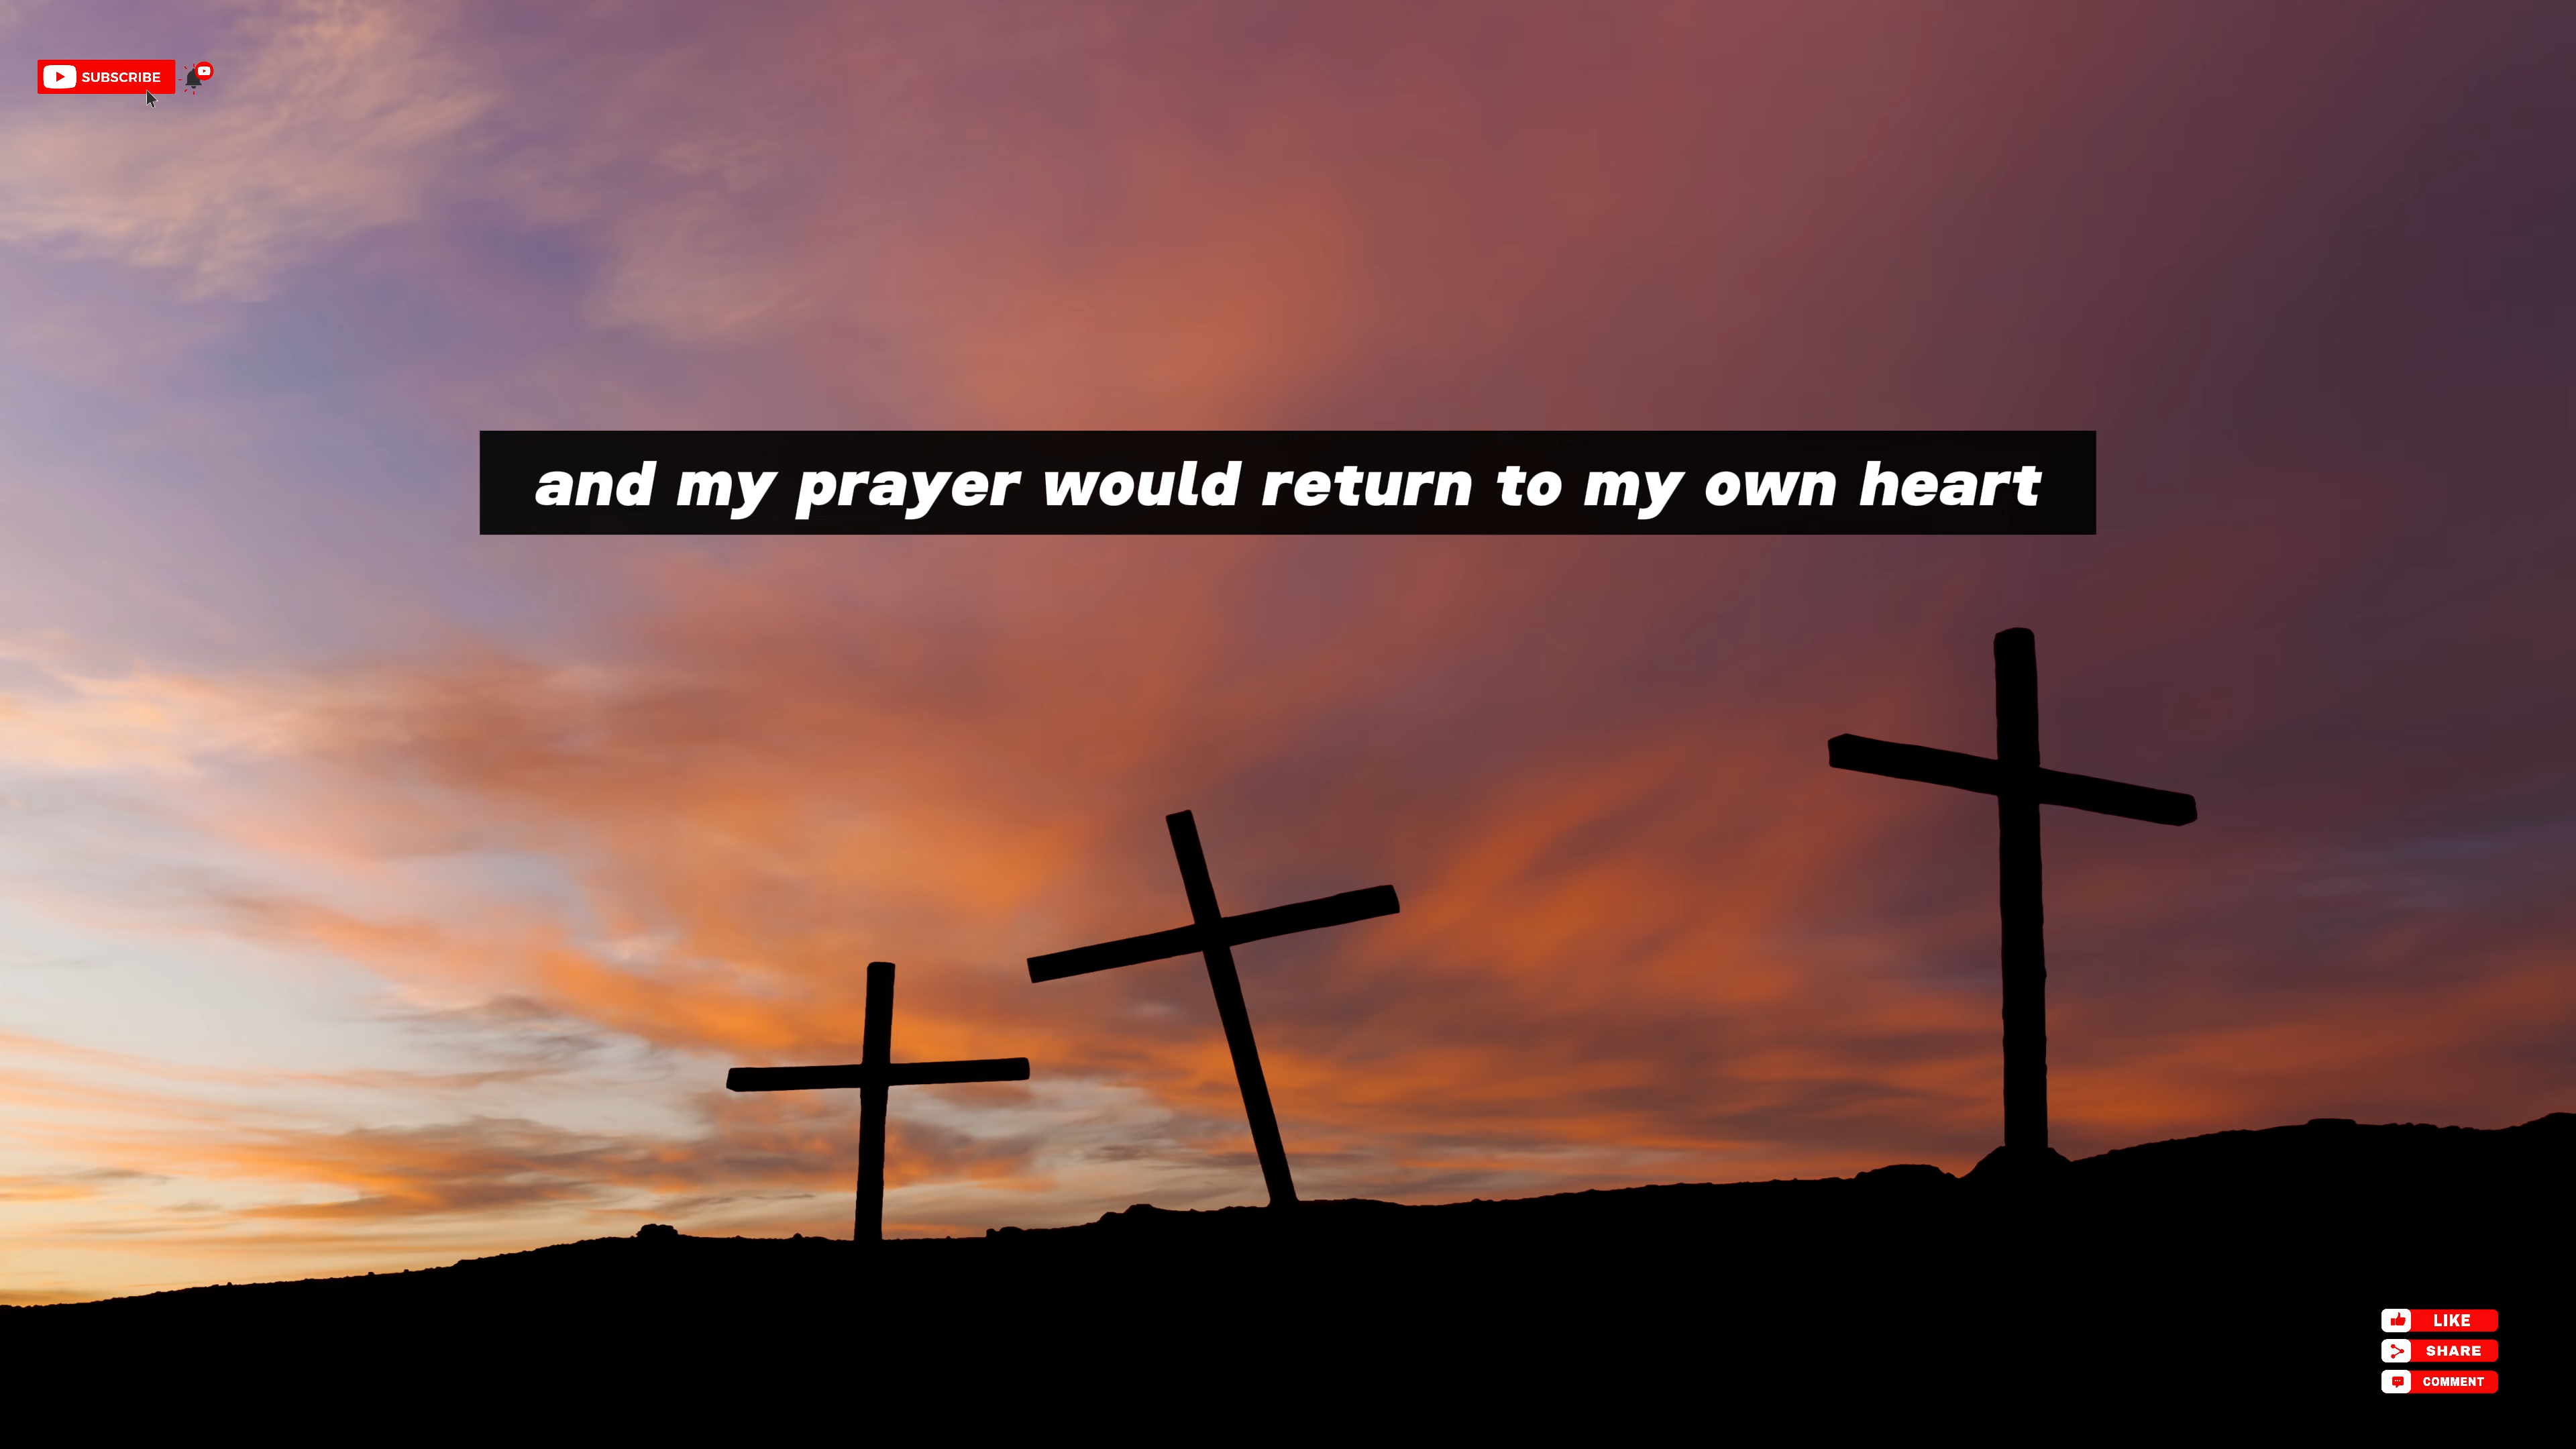 SUBSCRIBE
and my prayer would return to my own heart
LIKE
SHARE
COMMENT